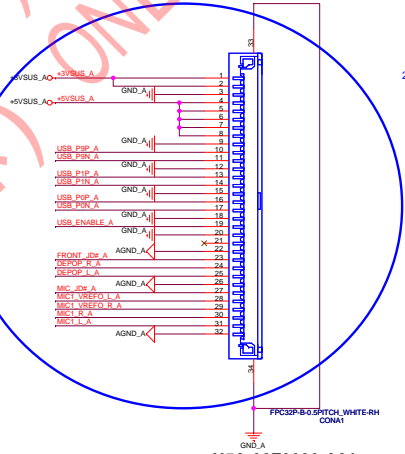 33
+3VSUS_A +3VSUS_A 1
2
GND_A 3
+5VSUS_A +5VSUS_A 4
5
6
7
8
GND_A 9
USB_P9P_A 10
USB_P9N_A 11
GND_A 12
USB_P1P_A 13
USB_P1N_A 14
GND_A 15
USB_P0P_A 16
USB_P0N_A 17
GND_A 18
USB_ENABLE_A 19
GND_A 20
21
AGND_A 22
FRONT_JD#_A 23
DEPOP_R_A 24
DEPOP_L_A 25
AGND_A 26
MIC_JD#_A 27
MIC1_VREFO_L_A 28
MIC1_VREFO_R_A 29
MIC1_R_A 30
MIC1_L_A 31
AGND_A 32
34
FPC32P-B-0.5PITCH_WHITE-RH
CONA1
GND_A